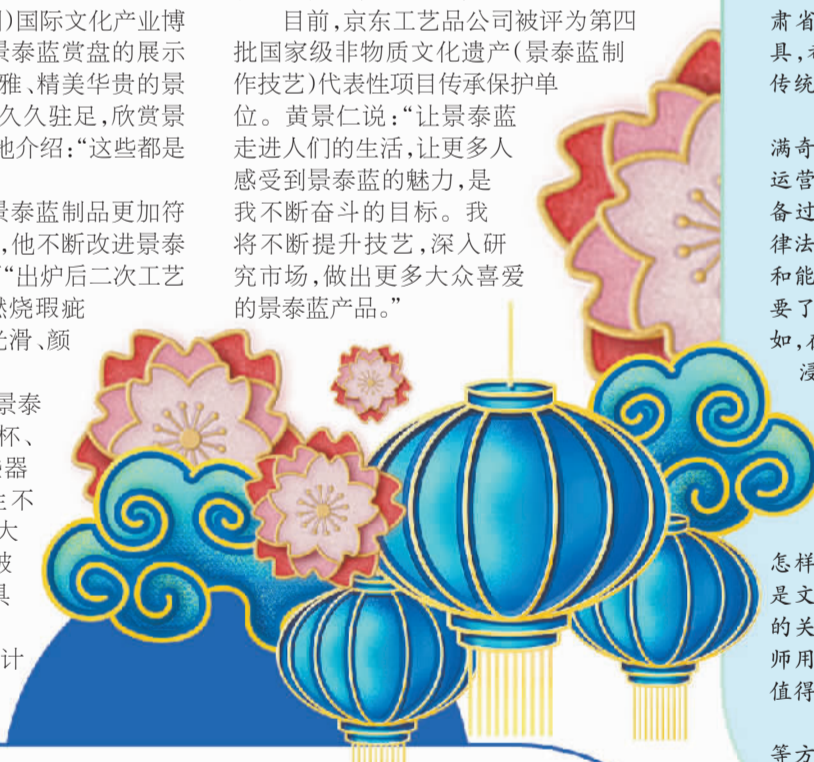 )国际文化产业博
景泰蓝赏盘的展示
雅、精美华贵的景
久久驻足，欣赏景
他介绍：“这些都是
景泰蓝制品更加符
，他不断改进景泰
“出炉后二次工艺
燃烧瑕疵
光滑、颜
景泰
杯、
器
生不
大
被
具
计
目前，京东工艺品公司被评为第四
批国家级非物质文化遗产（景泰蓝制
作技艺）代表性项目传承保护单
位。黄景仁说：“让景泰蓝
走进人们的生活，让更多人
感受到景泰蓝的魅力，是
我不断奋斗的目标。我
将不断提升技艺，深入研
究市场，做出更多大众喜爱
的景泰蓝产品。”
肃省
具，
传统
满奇
运营
备过
律法
和能
要了
如，
浸
怎样
是文
的关
师用
值得
等方